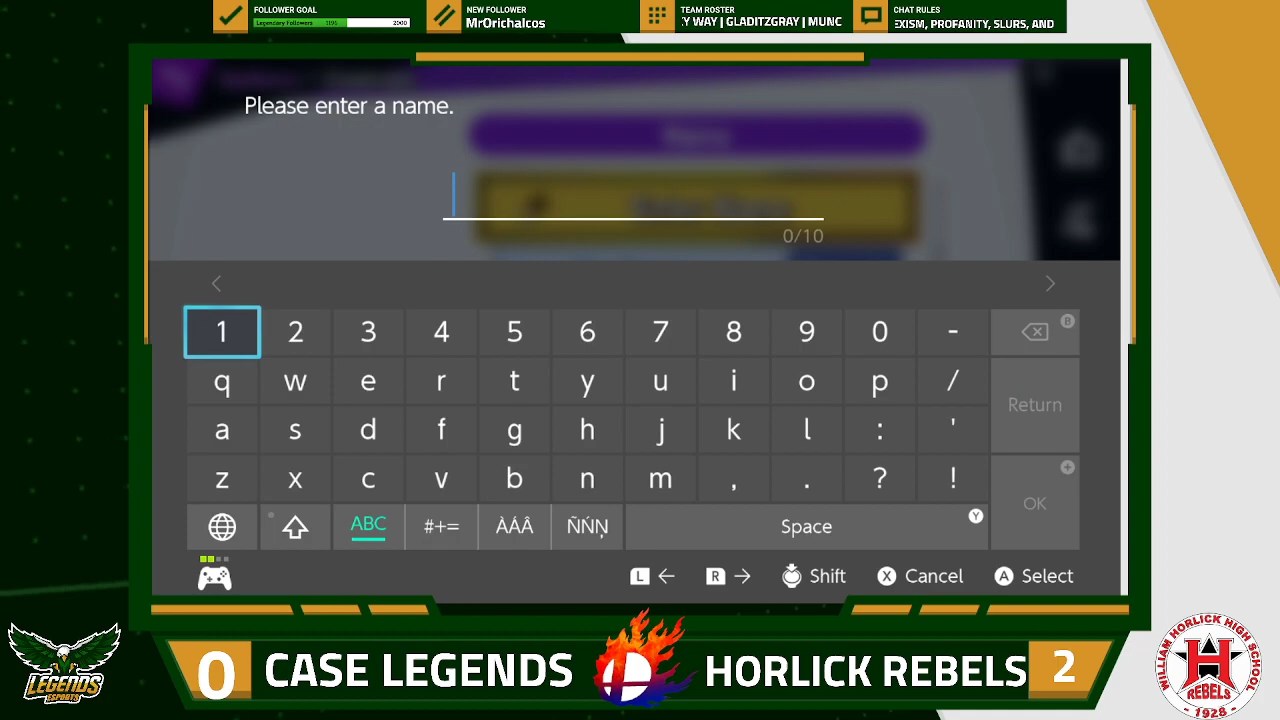 FOLLOWER GOAL
Legendary Followers 1196 2000
NEW FOLLOWER
MrOrichalcos
TEAM ROSTER
Y WAY | GLADITZGRAY | MUNC
CHAT RULES
EXISM, PROFANITY, SLURS, AND
Please enter a name.
0/10
1 2 3 4 5 6 7 8 9 0 -
B
q w e r t y u i o p /
Return
a s d f g h j k l : '
z x c v b n m , . ? !
+
OK
ABC #+= ÀÁÂ ÑŃŅ Space
Y
L ← R → Shift X Cancel A Select
LEGENDS
ESPORTS
0 CASE LEGENDS HORLICK REBELS 2
WILLIAM HORLICK HIGH SCHOOL
H
REBELS
- 1928 -